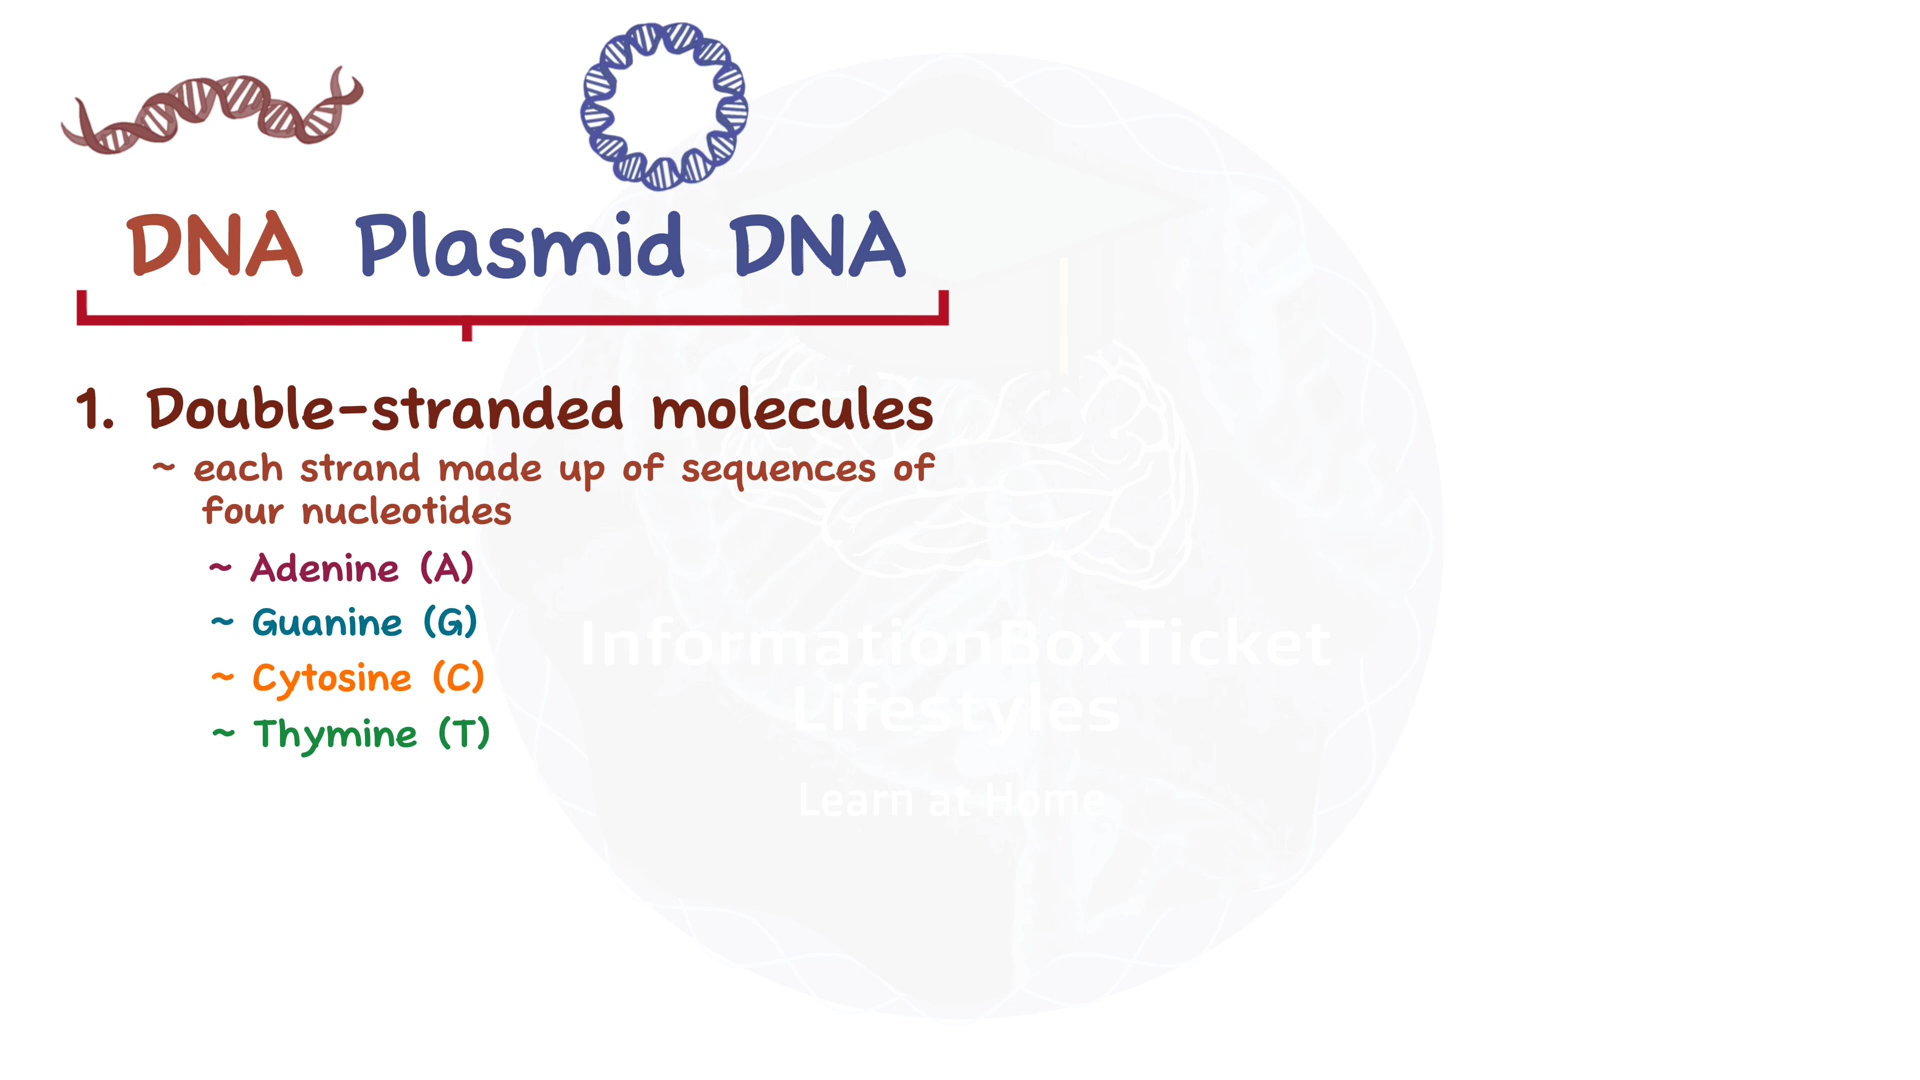 DNA Plasmid DNA
1. Double-stranded molecules
~ each strand made up of sequences of
four nucleotides
~ Adenine (A)
~ Guanine (G)
~ Cytosine (C)
~ Thymine (T)
InformationBoxTicket
Lifestyles
Learn at Home